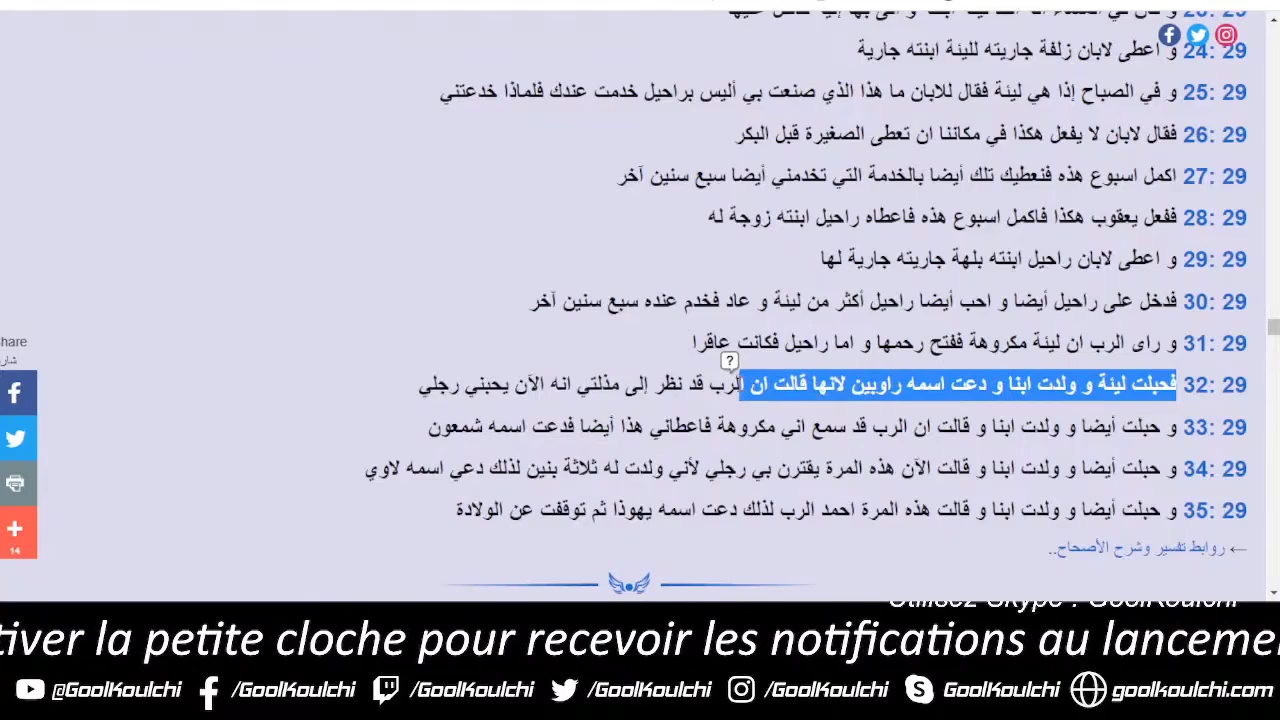 24: 29 و اعطى لابان زلفة جاريته لليئة ابنته جارية
25: 29 و في الصباح إذا هي ليئة فقال للابان ما هذا الذي صنعت بي أليس براحيل خدمت عندك فلماذا خدعتني
26: 29 فقال لابان لا يفعل هكذا في مكاننا ان تعطى الصغيرة قبل البكر
27: 29 اكمل اسبوع هذه فنعطيك تلك أيضا بالخدمة التي تخدمني أيضا سبع سنين آخر
28: 29 ففعل يعقوب هكذا فاكمل اسبوع هذه فاعطاه راحيل ابنته زوجة له
29: 29 و اعطى لابان راحيل ابنته بلهة جاريته جارية لها
30: 29 فدخل على راحيل أيضا و احب أيضا راحيل أكثر من ليئة و عاد فخدم عنده سبع سنين آخر
31: 29 و راى الرب ان ليئة مكروهة ففتح رحمها و اما راحيل فكانت عاقرا
?
32: 29 فحبلت ليئة و ولدت ابنا و دعت اسمه راوبين لانها قالت ان الرب قد نظر إلى مذلتي انه الآن يحبني رجلي
33: 29 و حبلت أيضا و ولدت ابنا و قالت ان الرب قد سمع اني مكروهة فاعطاني هذا أيضا فدعت اسمه شمعون
34: 29 و حبلت أيضا و ولدت ابنا و قالت الآن هذه المرة يقترن بي رجلي لأني ولدت له ثلاثة بنين لذلك دعي اسمه لاوي
35: 29 و حبلت أيضا و ولدت ابنا و قالت هذه المرة احمد الرب لذلك دعت اسمه يهوذا ثم توقفت عن الولادة
← روابط تفسير وشرح الأصحاح..
hare
شار
14
Utilisez Skype : GoolKoulchi
tiver la petite cloche pour recevoir les notifications au lanceme
@GoolKoulchi /GoolKoulchi /GoolKoulchi /GoolKoulchi /GoolKoulchi GoolKoulchi goolkoulchi.com